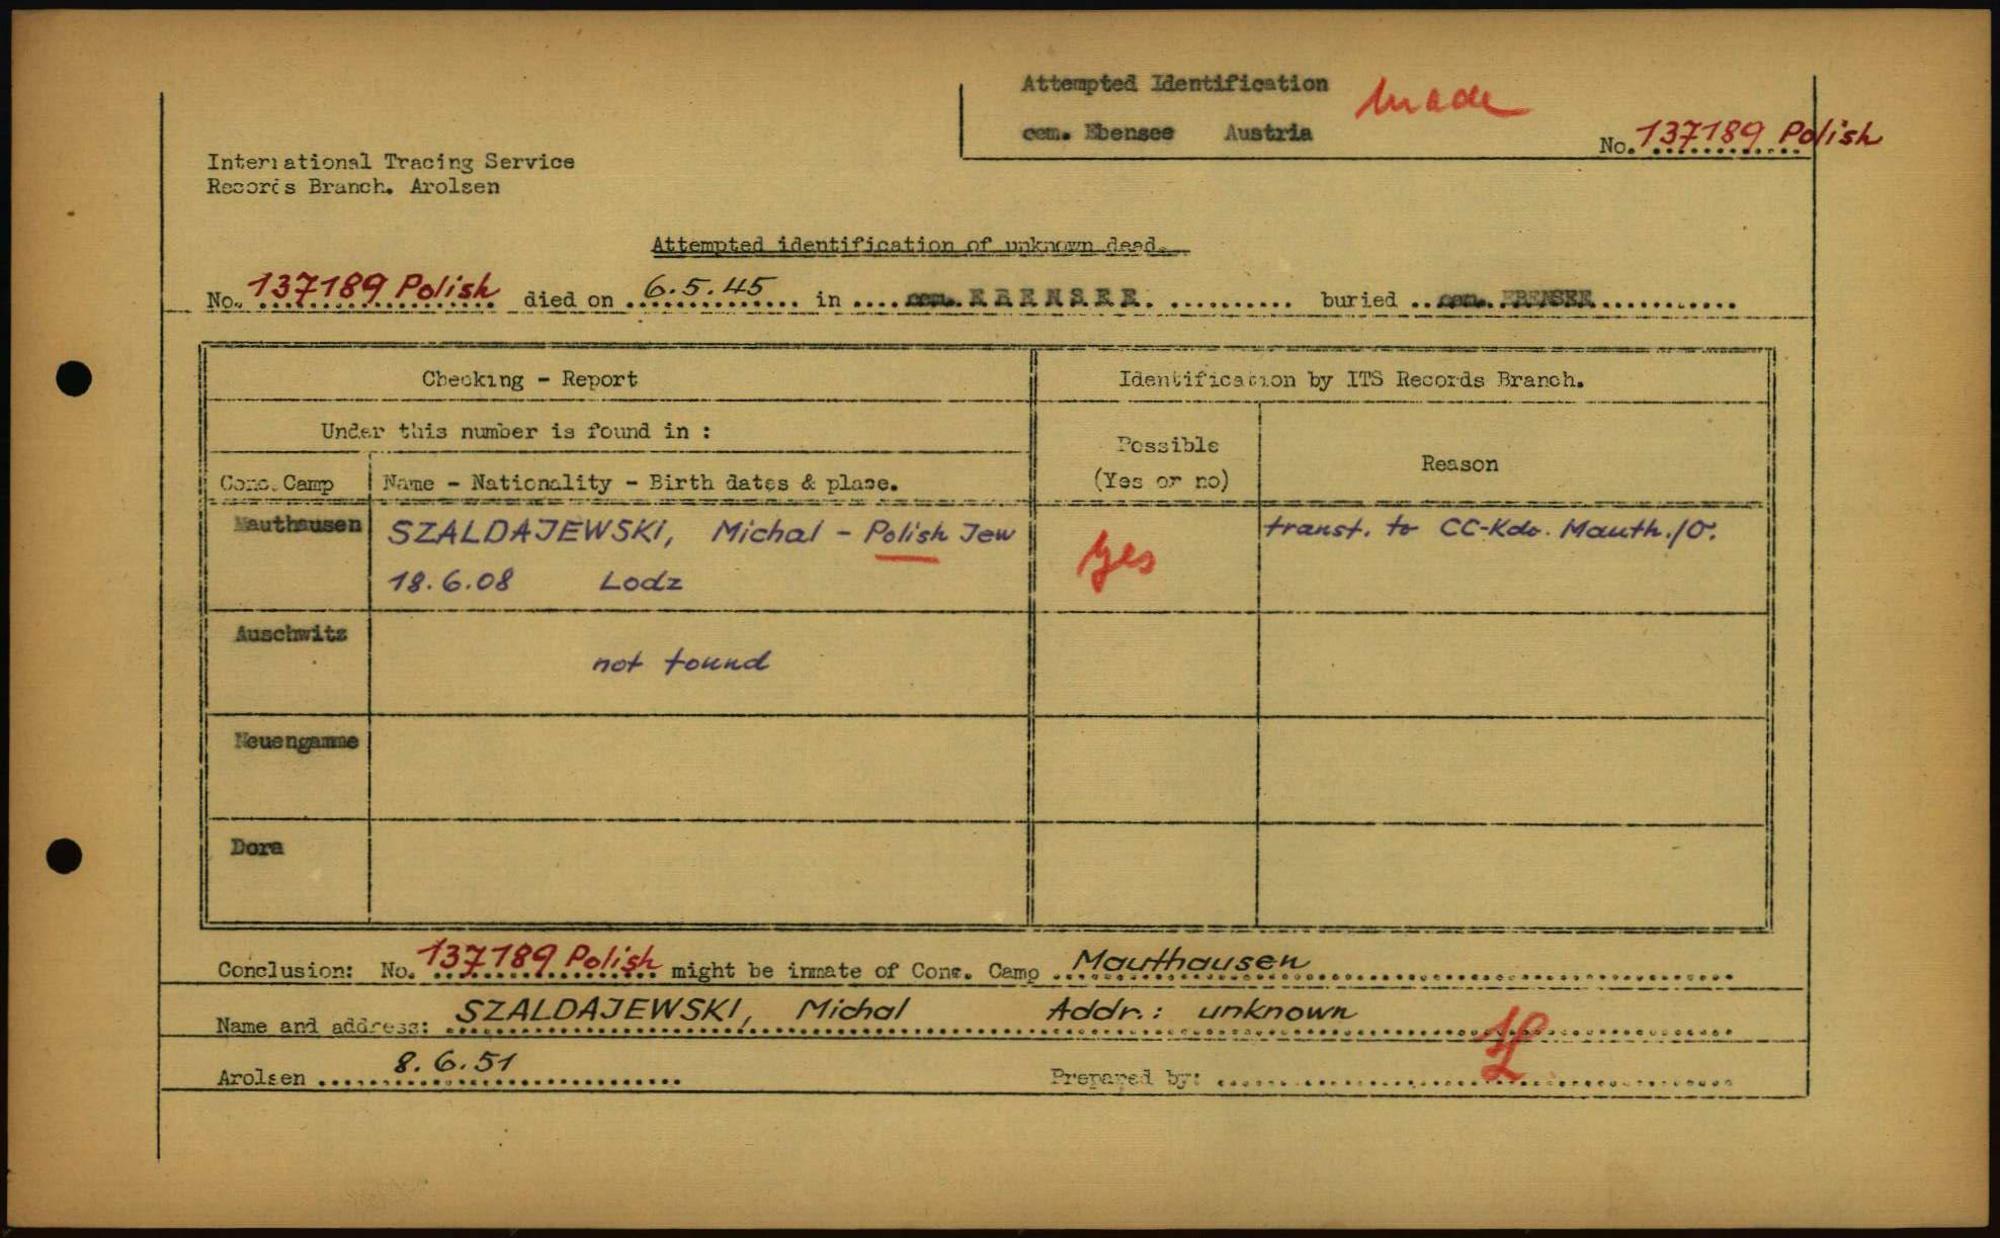 Attempted Identification made
cem. Ebensee Austria
No. 137189 Polish
International Tracing Service
Records Branch. Arolsen
Attempted identification of unknown dead.
No. 137189 Polish died on 6.5.45 in cem. EBENSEE. buried cem. EBENSEE
Checking - Report
Identification by ITS Records Branch.
Under this number is found in :
Possible
(Yes or no)
Reason
Conc. Camp Name - Nationality - Birth dates & place.
Mauthausen SZALDAJEWSKI, Michal - Polish Jew
18.6.08 Lodz
yes
transf. to CC-Kdo. Mauth./O.
Auschwitz
not found
Neuengamme
Dora
Conclusion: No. 137189 Polish might be inmate of Conc. Camp Mauthausen
Name and address: SZALDAJEWSKI, Michal Addr.: unknown
Arolsen 8.6.51 Prepared by: